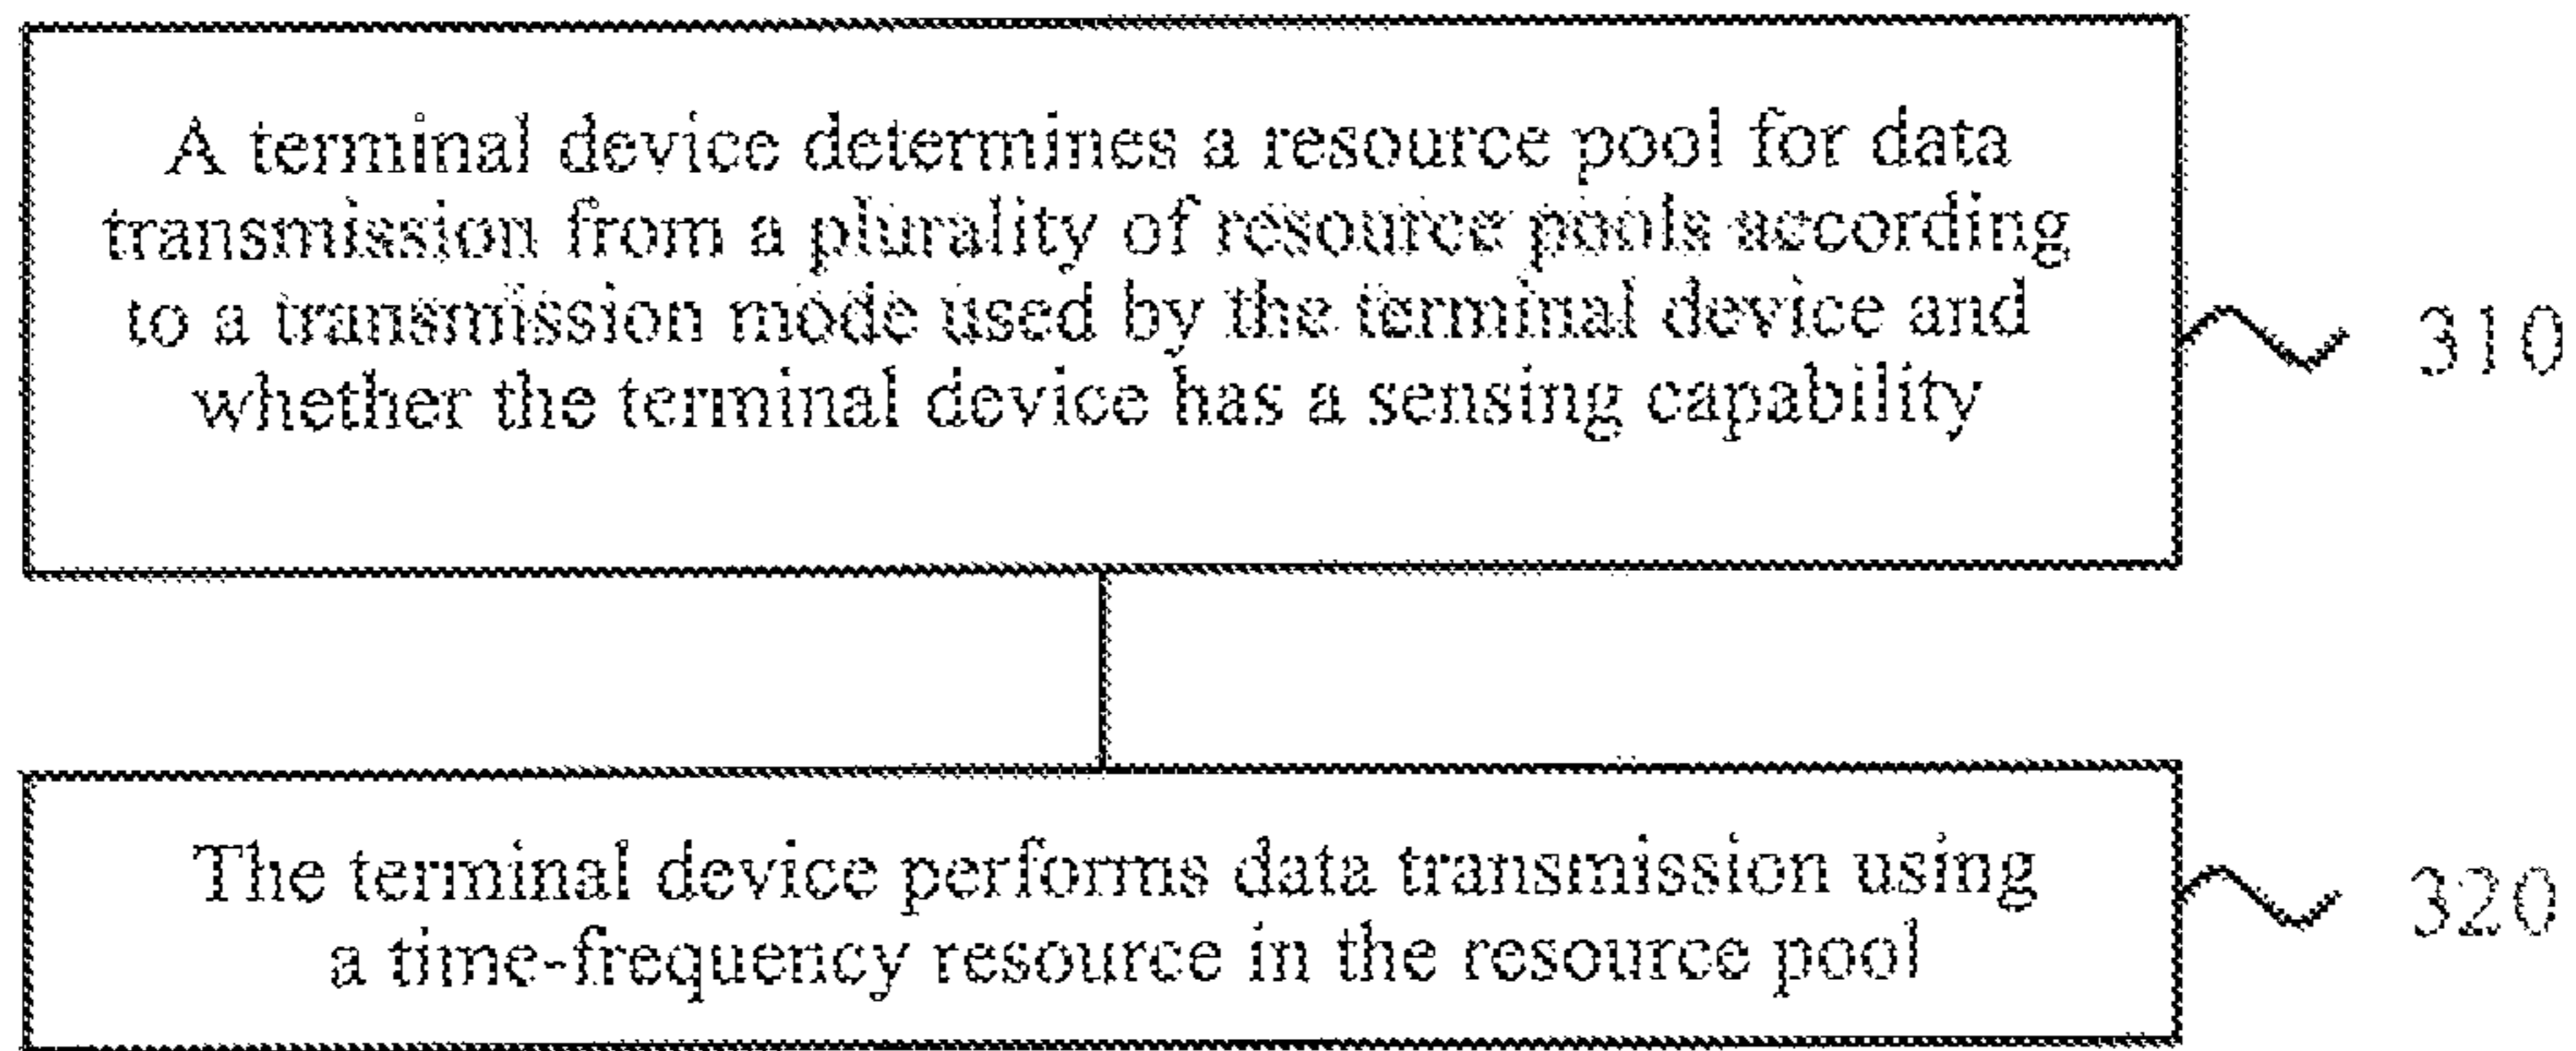 A terminal device determines a resource pool for data
transmission from a plurality of resource pools according
to a transmission mode used by the terminal device and
whether the terminal device has a sensing capability
310
The terminal device performs data transmission using
a time-frequency resource in the resource pool
320